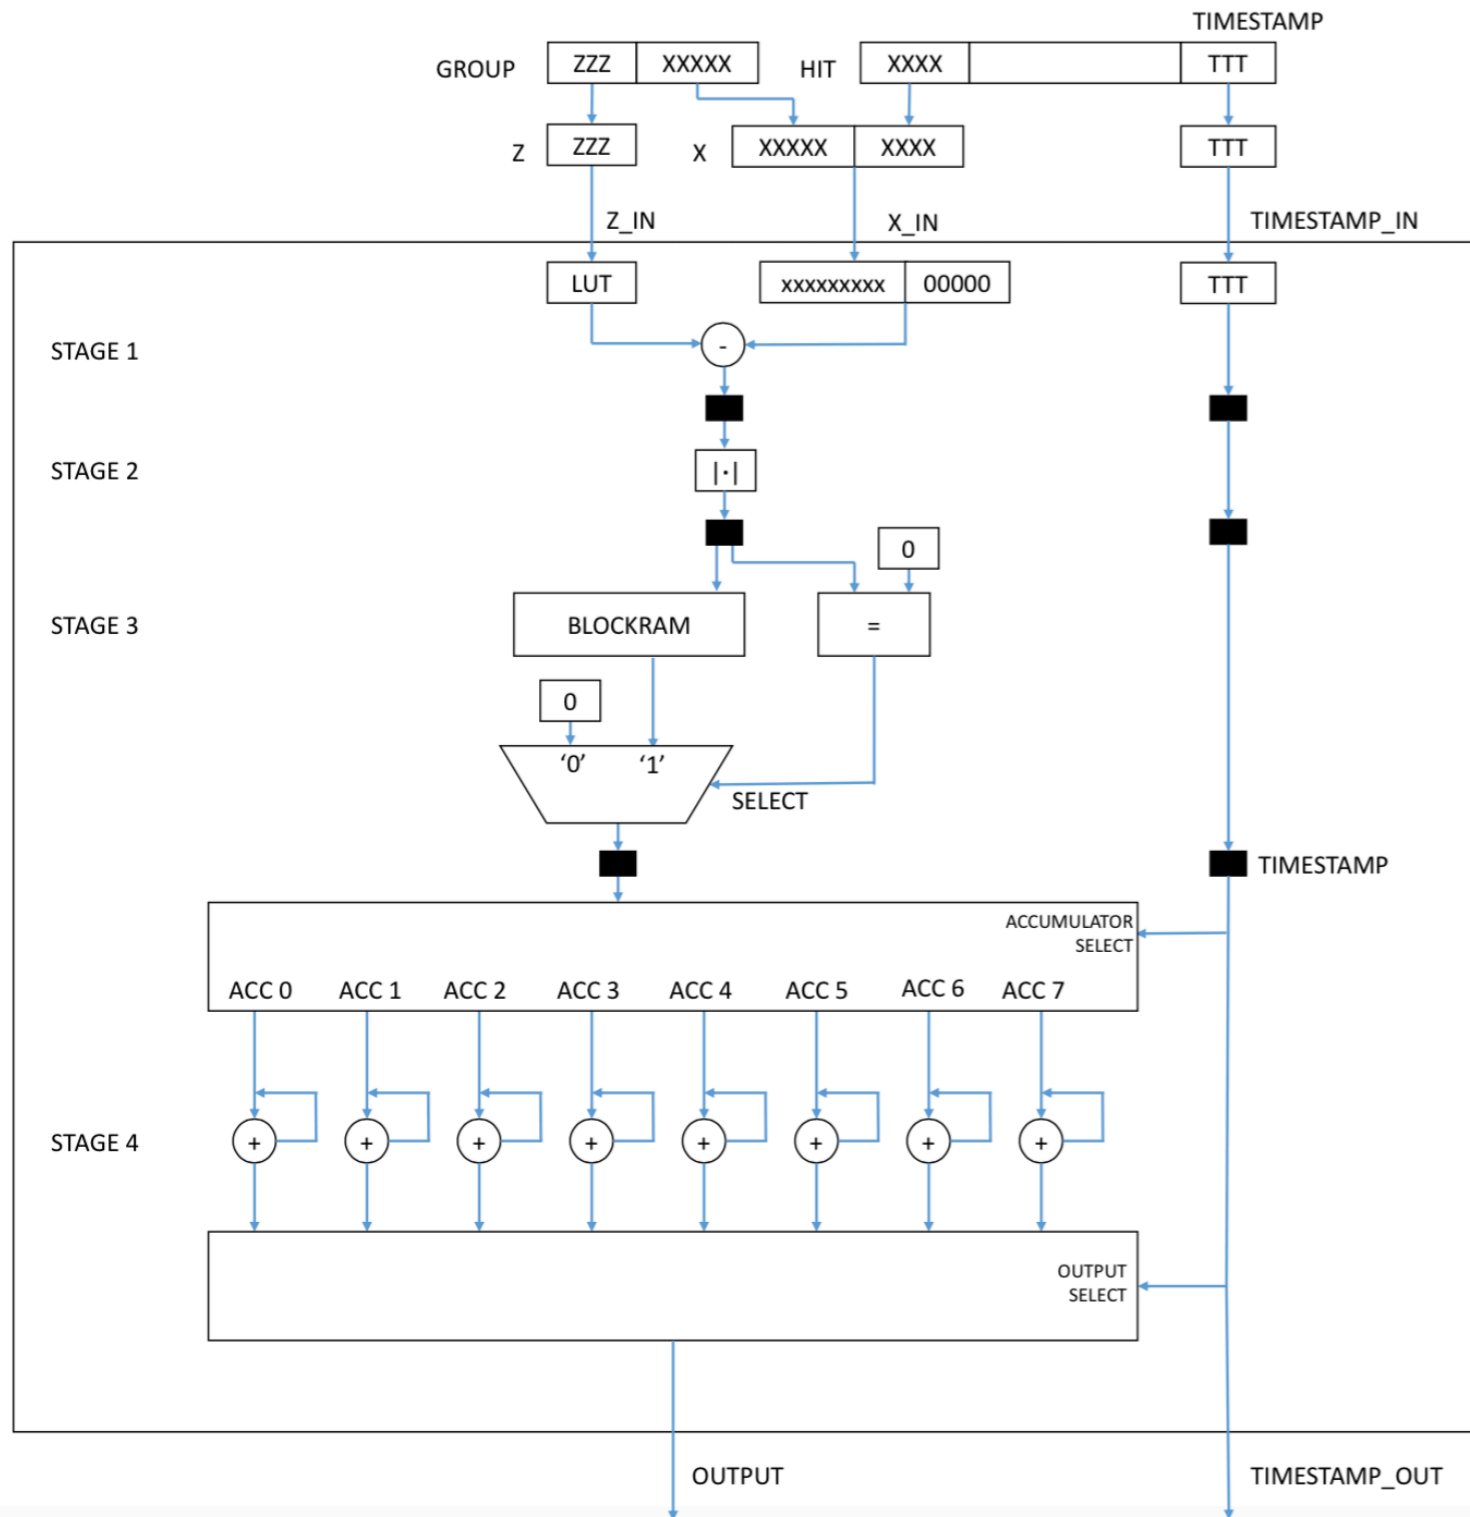 TIMESTAMP
GROUP ZZZ XXXXX HIT XXXX TTT
Z ZZZ X XXXXX XXXX TTT
Z_IN X_IN TIMESTAMP_IN
LUT xxxxxxxxx 00000 TTT
STAGE 1 -
STAGE 2 |·|
0
STAGE 3 BLOCKRAM =
0
‘0’ ‘1’
SELECT
TIMESTAMP
ACCUMULATOR
SELECT
ACC 0 ACC 1 ACC 2 ACC 3 ACC 4 ACC 5 ACC 6 ACC 7
STAGE 4 + + + + + + + +
OUTPUT
SELECT
OUTPUT TIMESTAMP_OUT